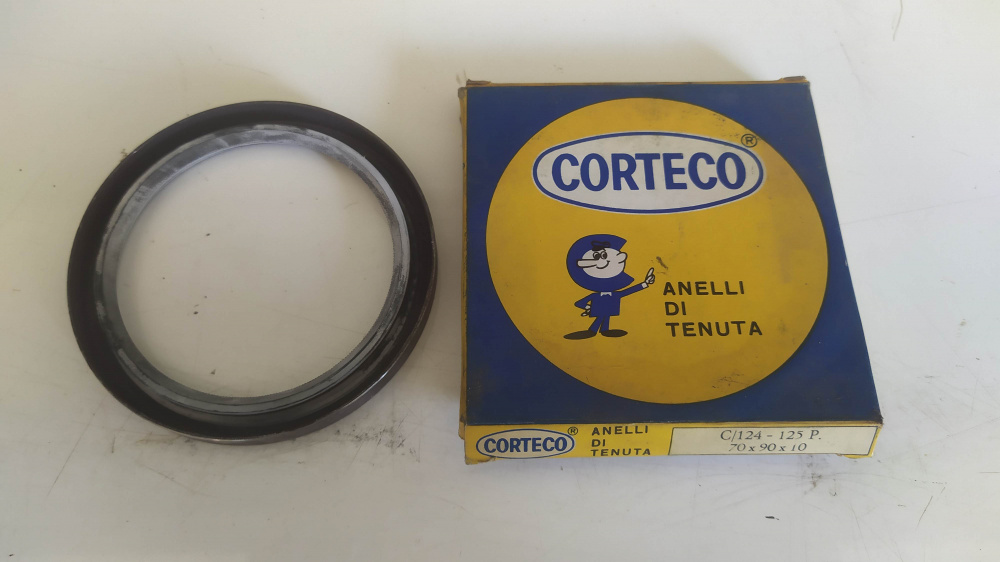 CORTECO ®
ANELLI
DI
TENUTA
CORTECO ®
ANELLI
DI
TENUTA
C/124 - 125 P.
70 x 90 x 10